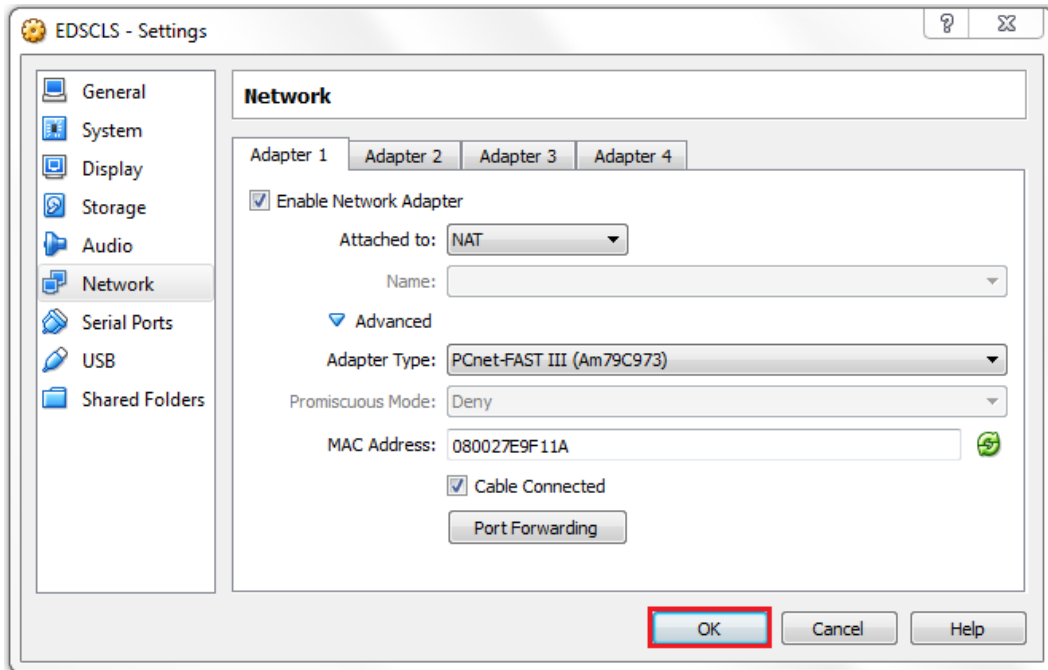 EDSCLS - Settings
?
General
System
Display
Storage
Audio
Network
Serial Ports
USB
Shared Folders
Network
Adapter 1 Adapter 2 Adapter 3 Adapter 4
Enable Network Adapter
Attached to: NAT
Name:
Advanced
Adapter Type: PCnet-FAST III (Am79C973)
Promiscuous Mode: Deny
MAC Address: 080027E9F11A
Cable Connected
Port Forwarding
OK Cancel Help